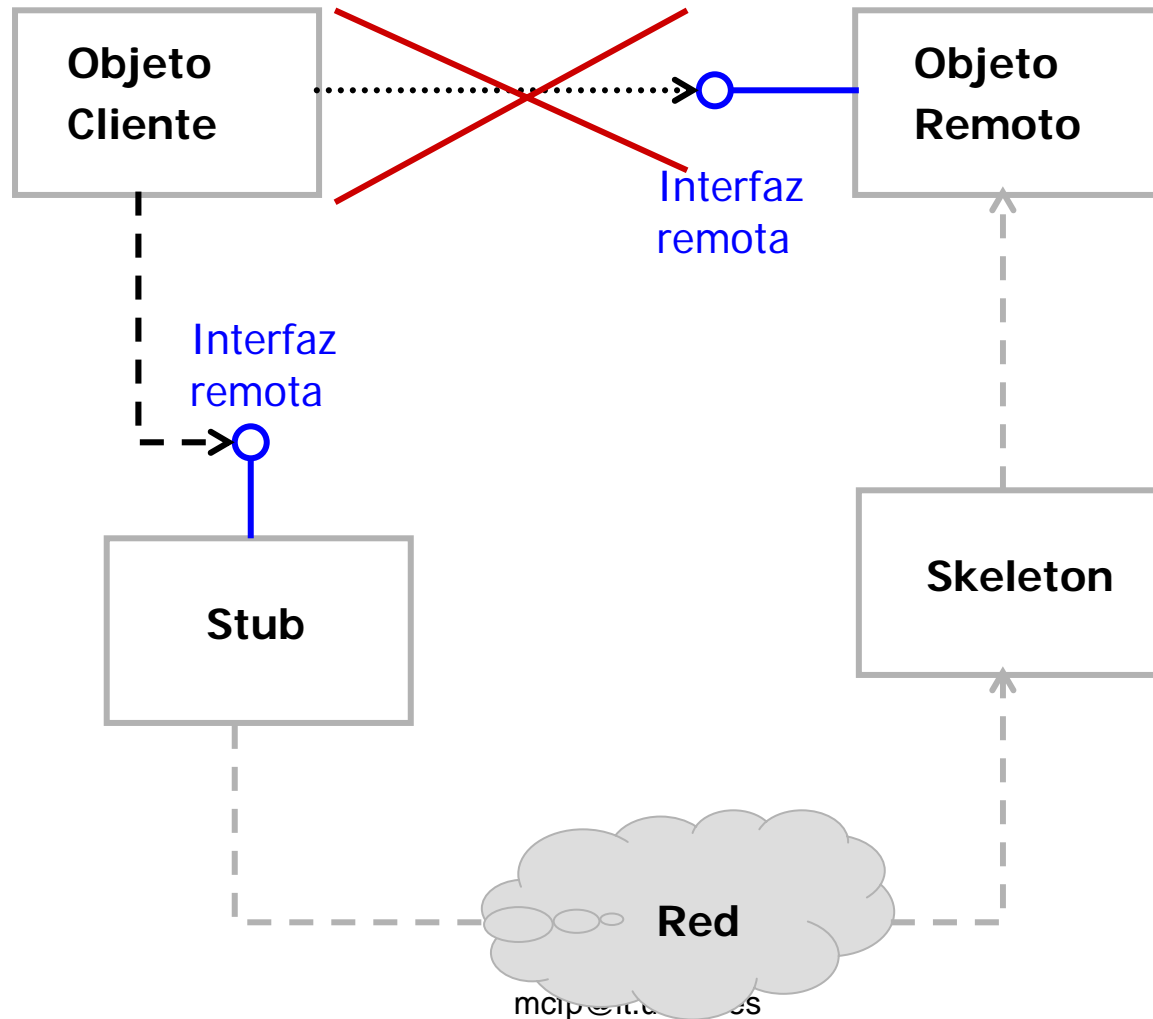 Objeto
Cliente
Objeto
Remoto
Interfaz
remota
Interfaz
remota
Stub
Skeleton
Red